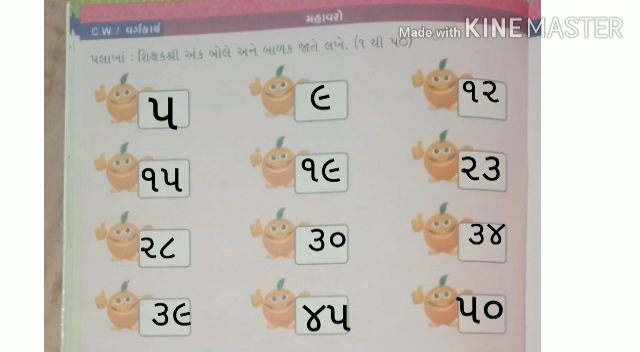 મહાવરો
C.W. / વર્ગકાર્ય
Made with KINEMASTER
પલાખાં : શિક્ષકશ્રી અંક બોલે અને બાળક જાતે લખે. (૧ થી ૫૦)
૫ ૯ ૧૨
૧૫ ૧૯ ૨૩
૨૮ ૩૦ ૩૪
૩૯ ૪૫ ૫૦